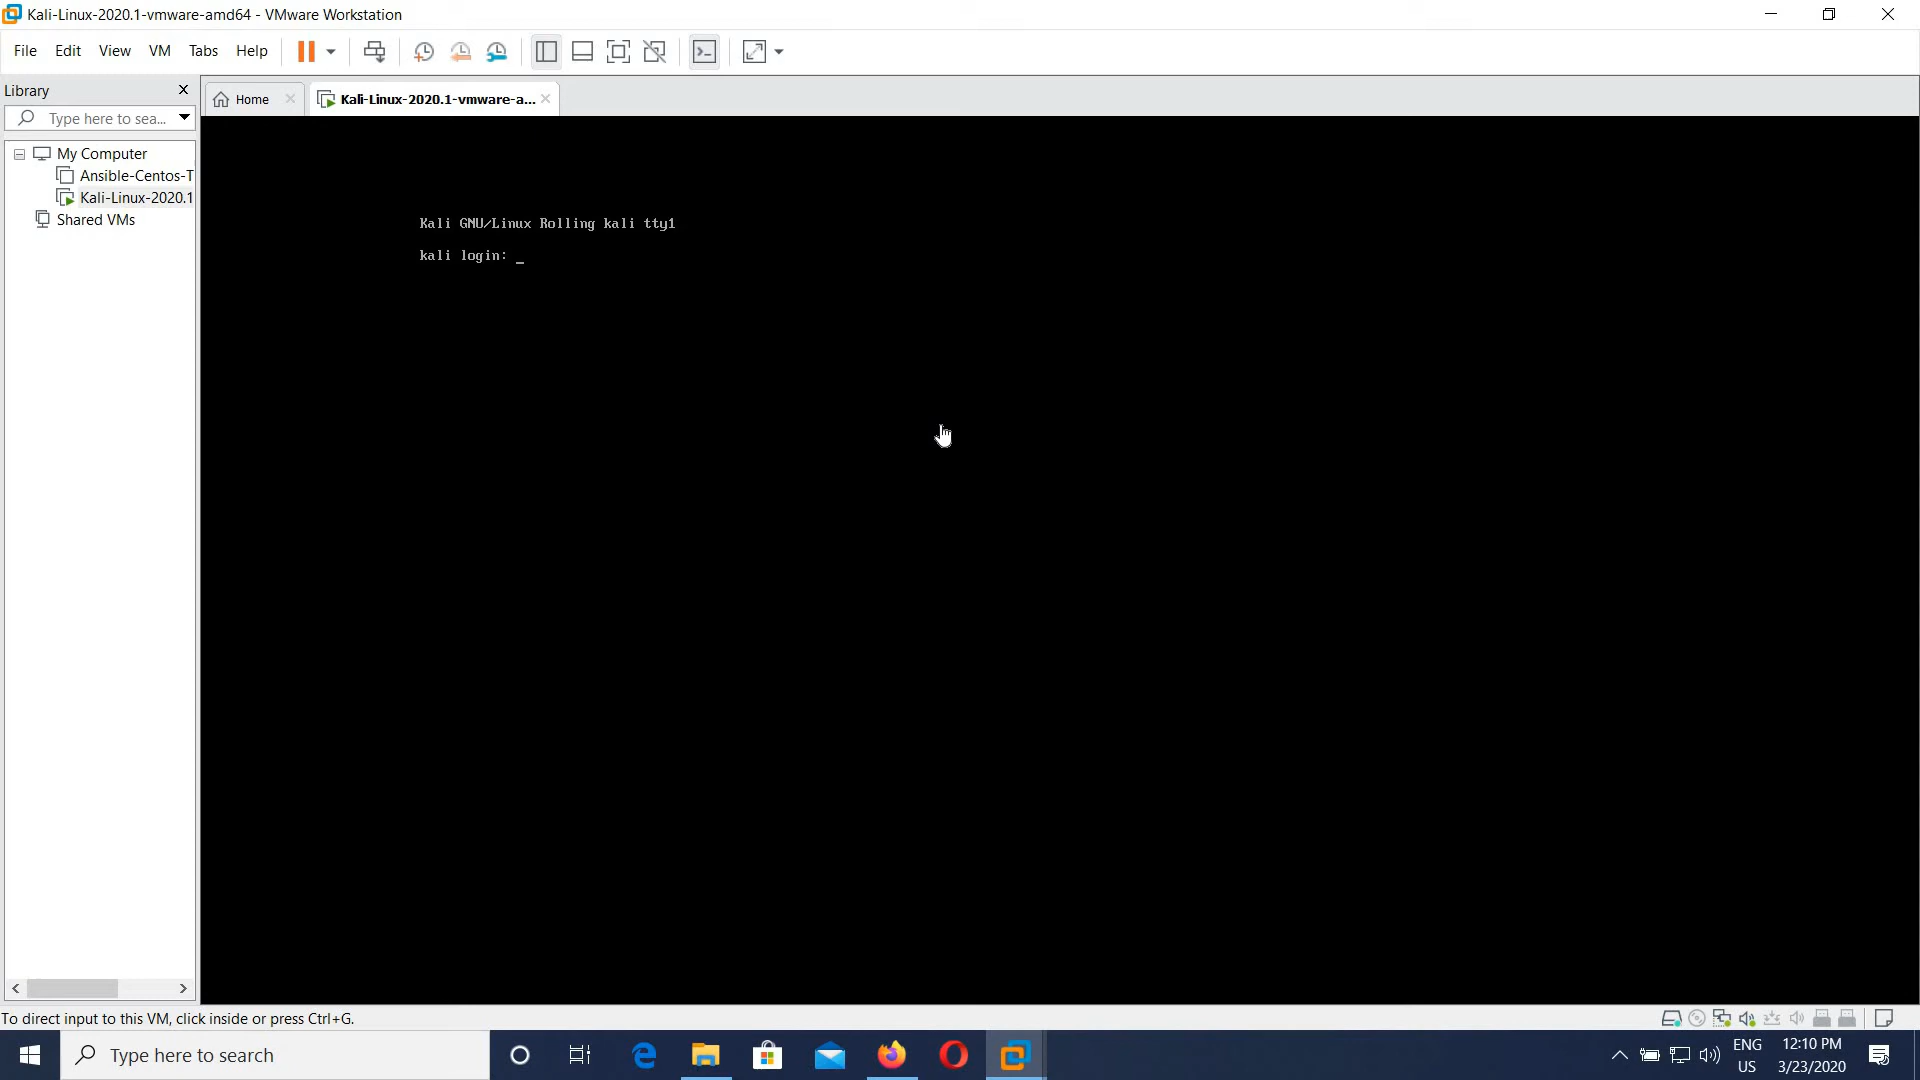 Kali-Linux-2020.1-vmware-amd64 - VMware Workstation
File Edit View VM Tabs Help
Library
Home
Kali-Linux-2020.1-vmware-a...
Type here to sea...
My Computer
Ansible-Centos-T
Kali-Linux-2020.1
Shared VMs
Kali GNU/Linux Rolling kali tty1
kali login: _
To direct input to this VM, click inside or press Ctrl+G.
Type here to search
ENG
US
12:10 PM
3/23/2020